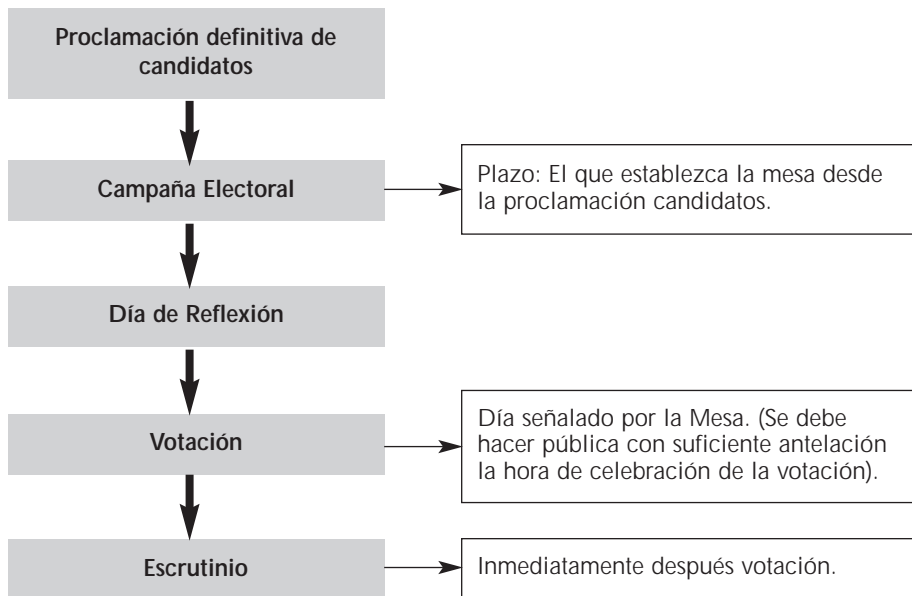 Proclamación definitiva de
candidatos
Campaña Electoral
Plazo: El que establezca la mesa desde
la proclamación candidatos.
Día de Reflexión
Votación
Día señalado por la Mesa. (Se debe
hacer pública con suficiente antelación
la hora de celebración de la votación).
Escrutinio
Inmediatamente después votación.